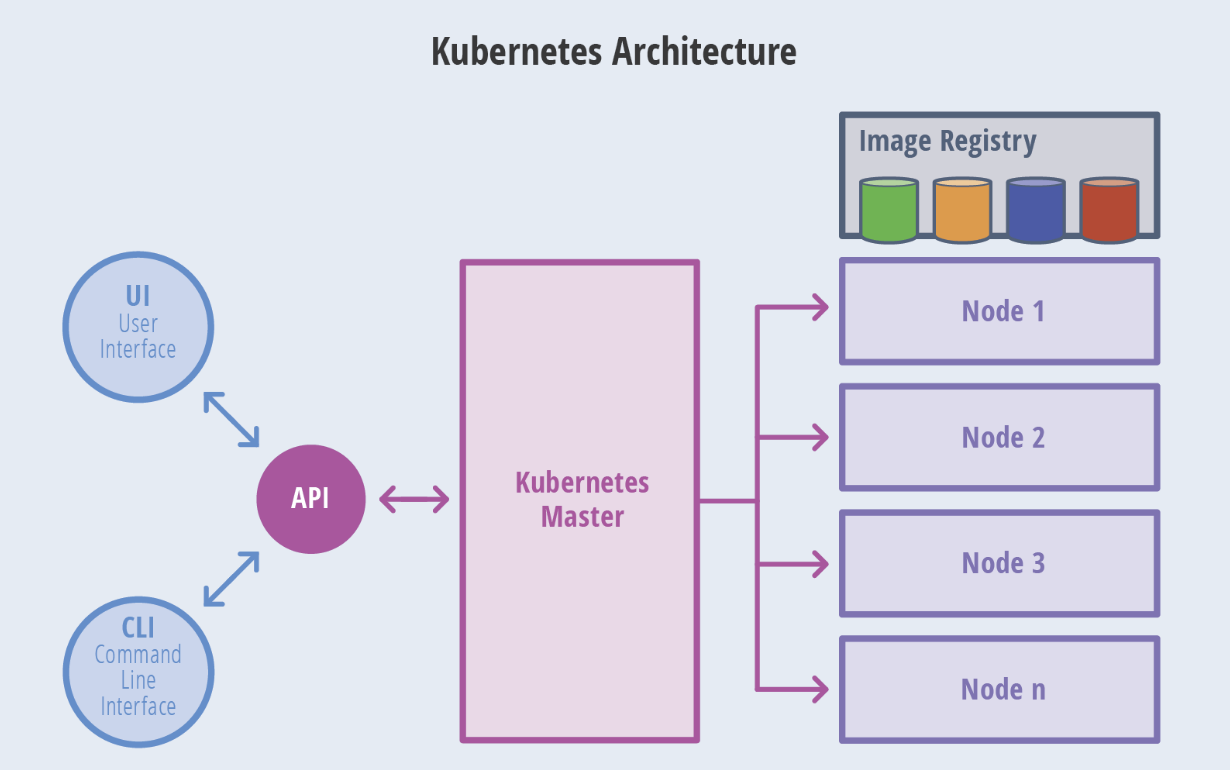 Kubernetes Architecture
Image Registry
UI
User
Interface
API
CLI
Command
Line
Interface
Kubernetes
Master
Node 1
Node 2
Node 3
Node n